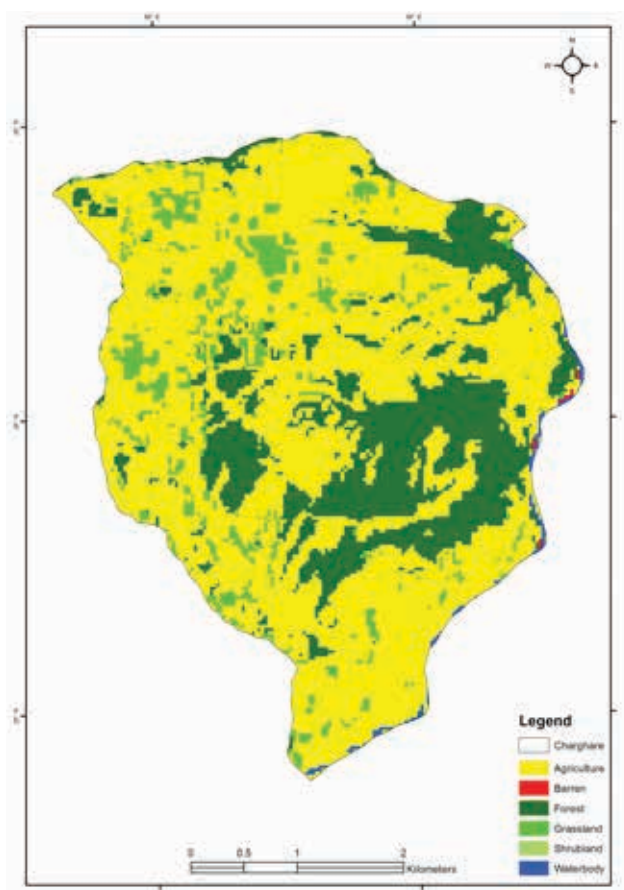 N
W E
S
Legend
Charghare
Agriculture
Barren
Forest
Grassland
Shrubland
Waterbody
0 0.5 1 2
Kilometers